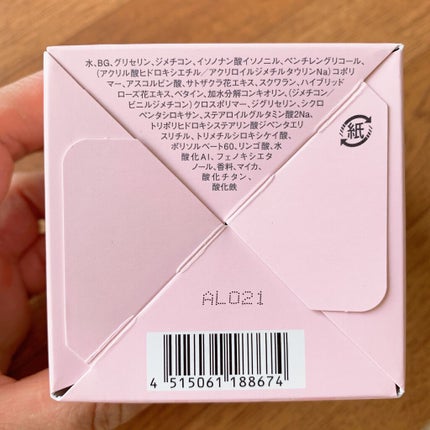 水、BG、グリセリン、ジメチコン、イソノナン酸イソノニル、ペンチレングリコール、
(アクリル酸ヒドロキシエチル/アクリロイルジメチルタウリンNa)コポリ
マー、アスコルビン酸、サトザクラ花エキス、スクワラン、ハイブリッド
ローズ花エキス、ベタイン、加水分解コンキオリン、(ジメチコン/
ビニルジメチコン)クロスポリマー、ジグリセリン、シクロ
ペンタシロキサン、ステアロイルグルタミン酸2Na、
トリポリヒドロキシステアリン酸ジペンタエリ
スリチル、トリメチルシロキシケイ酸、
ポリソルベート60、リンゴ酸、水
酸化Al、フェノキシエタ
ノール、香料、マイカ、
酸化チタン、
酸化鉄
紙
AL021
4 515061 188674